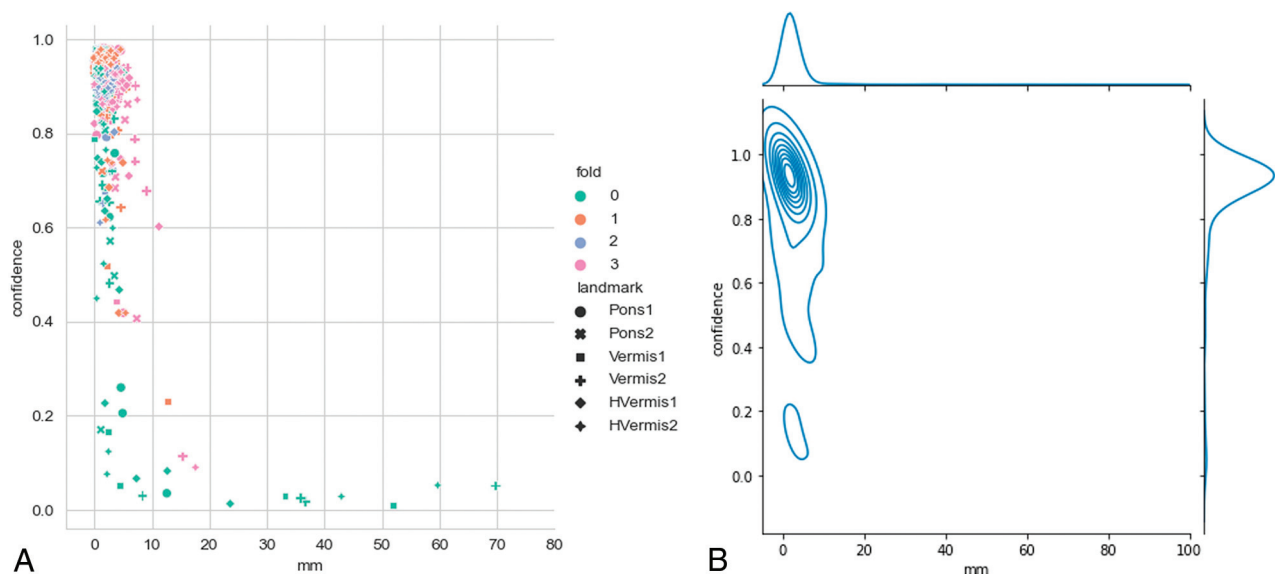 1.0
0.8
0.6
0.4
0.2
0.0
confidence
0 10 20 30 40 50 60 70 80
mm
A
fold
0
1
2
3
landmark
Pons1
Pons2
Vermis1
Vermis2
HVermis1
HVermis2
1.0
0.8
0.6
0.4
0.2
0.0
confidence
0 20 40 60 80 100
mm
B